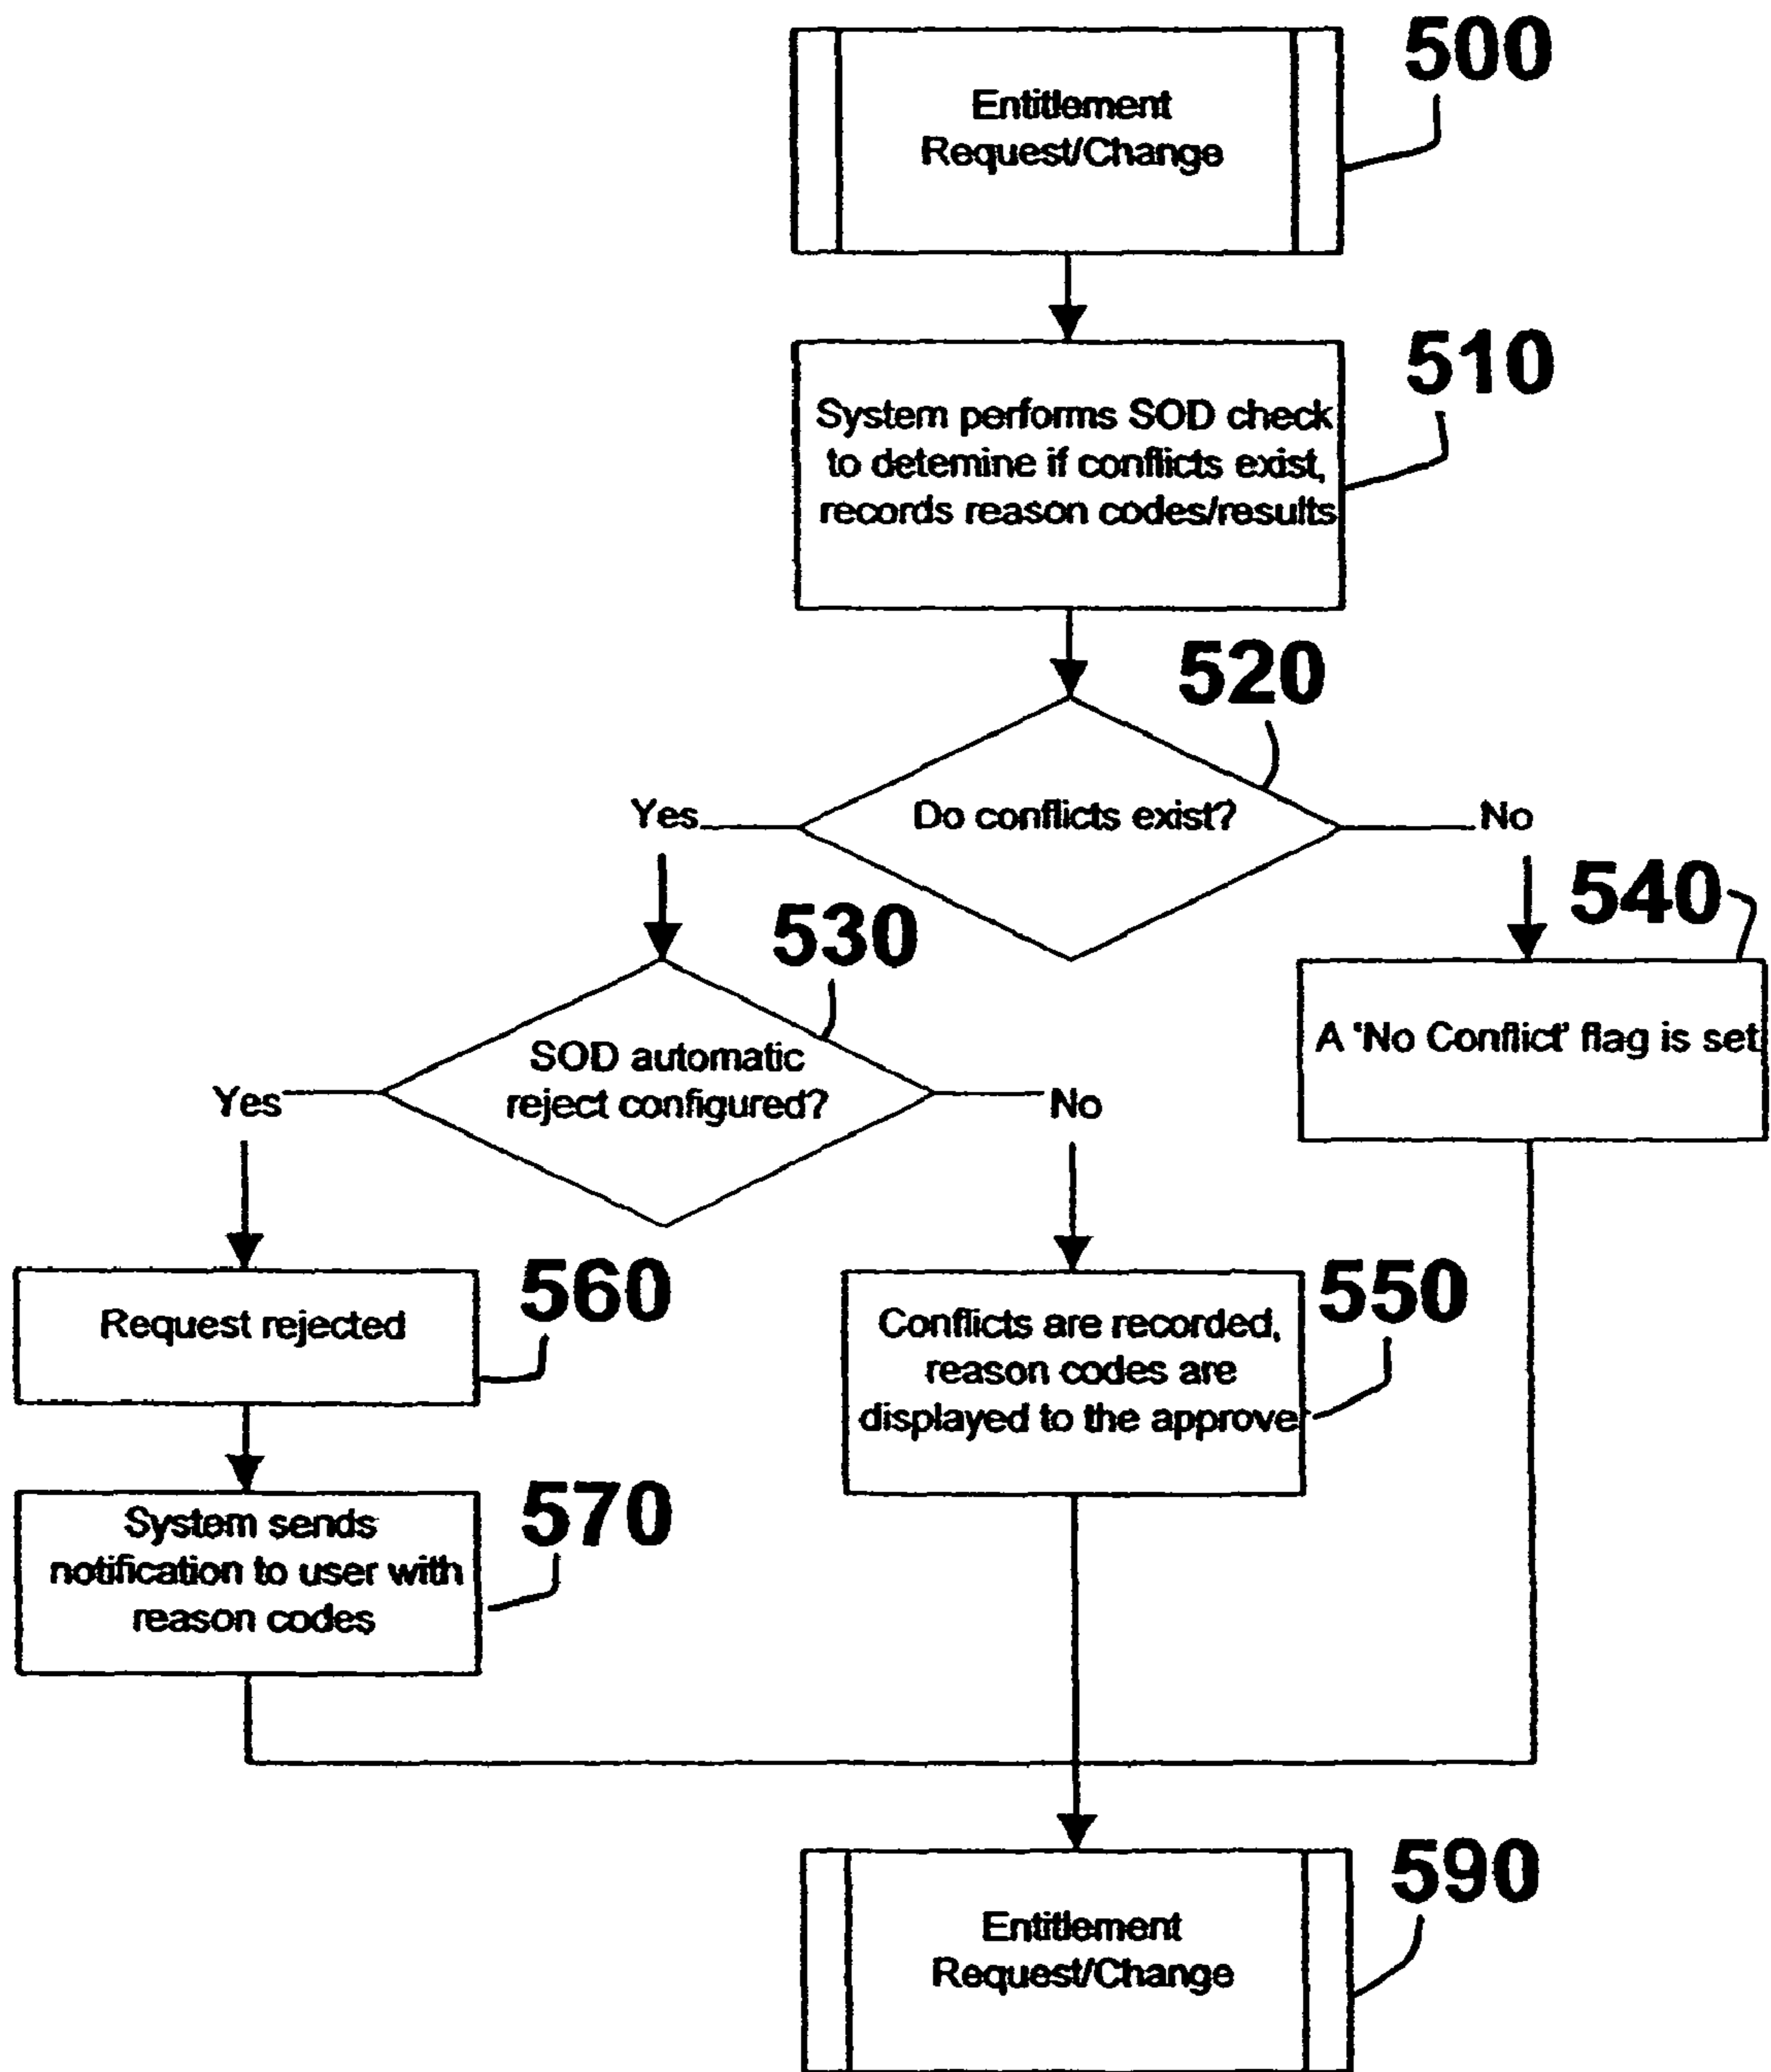 500
Entitlement
Request/Change
510
System performs SOD check
to detemine if conflicts exist,
records reason codes/results
520
Do conflicts exist?
Yes
No
530
SOD automatic
reject configured?
Yes
No
540
A 'No Conflict' flag is set
560
Request rejected
550
Conflicts are recorded,
reason codes are
displayed to the approve
570
System sends
notification to user with
reason codes
590
Entitlement
Request/Change